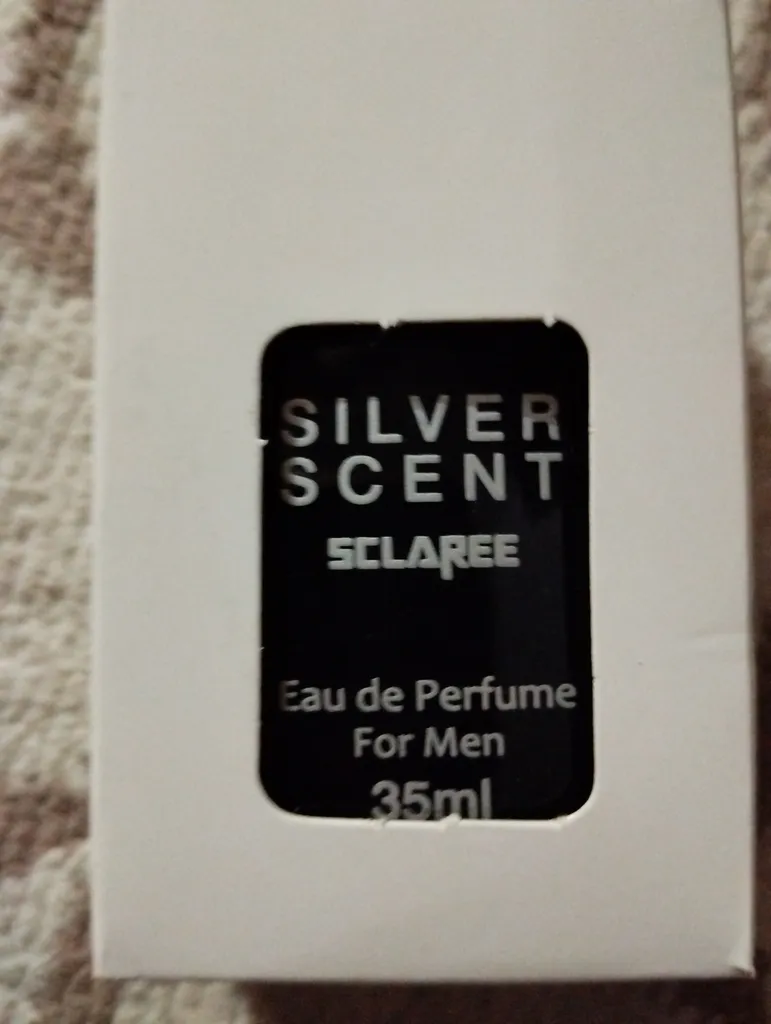 SILVER
SCENT
SCLAREE
Eau de Perfume
For Men
35ml